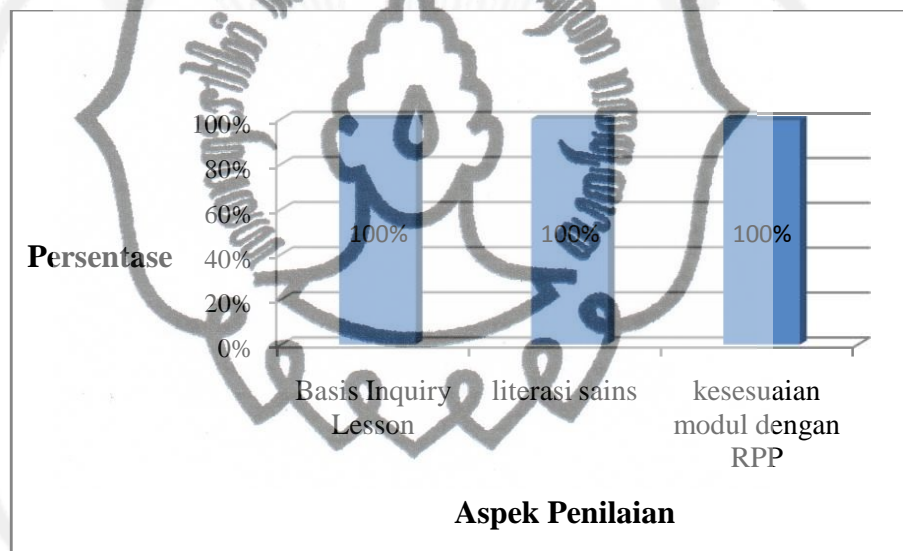 100%
80%
60%
40%
20%
0%
Persentase
100%
100%
100%
Basis Inquiry
Lesson
literasi sains
kesesuaian
modul dengan
RPP
Aspek Penilaian